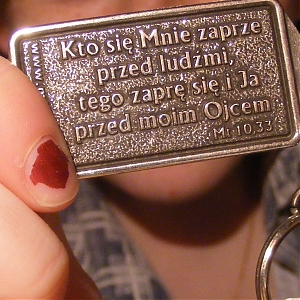 Kto się Mnie zaprze
przed ludźmi,
tego zaprę się i Ja
przed moim Ojcem
Mt 10,33